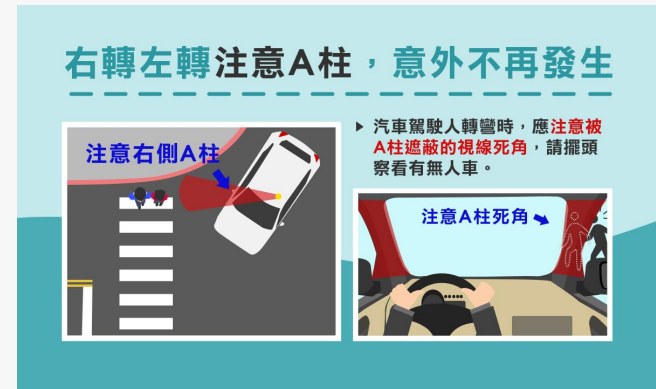 右轉左轉注意A柱，意外不再發生
注意右側A柱
▶ 汽車駕駛人轉彎時，應注意被
A柱遮蔽的視線死角，請擺頭
察看有無人車。
注意A柱死角